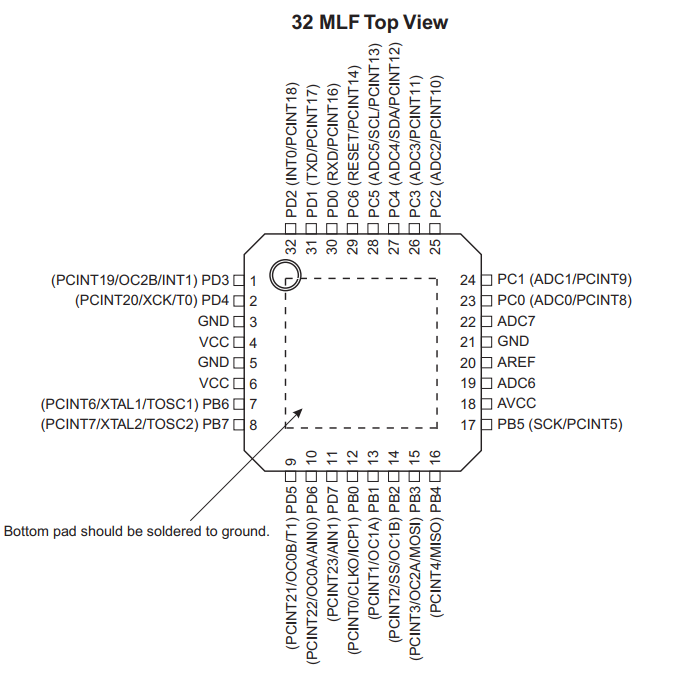 32 MLF Top View
PD2 (INT0/PCINT18)
PD1 (TXD/PCINT17)
PD0 (RXD/PCINT16)
PC6 (RESET/PCINT14)
PC5 (ADC5/SCL/PCINT13)
PC4 (ADC4/SDA/PCINT12)
PC3 (ADC3/PCINT11)
PC2 (ADC2/PCINT10)
32
31
30
29
28
27
26
25
(PCINT19/OC2B/INT1) PD3 1
(PCINT20/XCK/T0) PD4 2
GND 3
VCC 4
GND 5
VCC 6
(PCINT6/XTAL1/TOSC1) PB6 7
(PCINT7/XTAL2/TOSC2) PB7 8
24 PC1 (ADC1/PCINT9)
23 PC0 (ADC0/PCINT8)
22 ADC7
21 GND
20 AREF
19 ADC6
18 AVCC
17 PB5 (SCK/PCINT5)
9
10
11
12
13
14
15
16
(PCINT21/OC0B/T1) PD5
(PCINT22/OC0A/AIN0) PD6
(PCINT23/AIN1) PD7
(PCINT0/CLKO/ICP1) PB0
(PCINT1/OC1A) PB1
(PCINT2/SS/OC1B) PB2
(PCINT3/OC2A/MOSI) PB3
(PCINT4/MISO) PB4
Bottom pad should be soldered to ground.